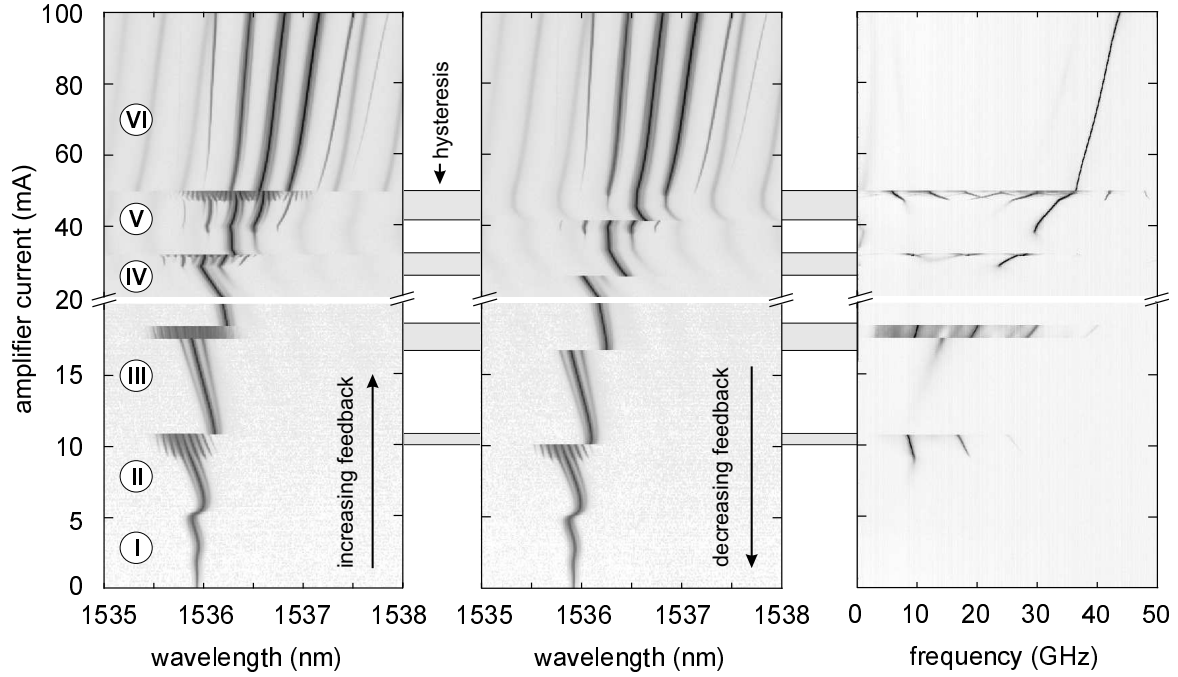 amplifier current (mA)
100
80
60
40
20
15
10
5
0
VI
V
IV
III
II
I
increasing feedback
1535
1536
1537
1538
wavelength (nm)
hysteresis
decreasing feedback
1535
1536
1537
1538
wavelength (nm)
0
10
20
30
40
50
frequency (GHz)